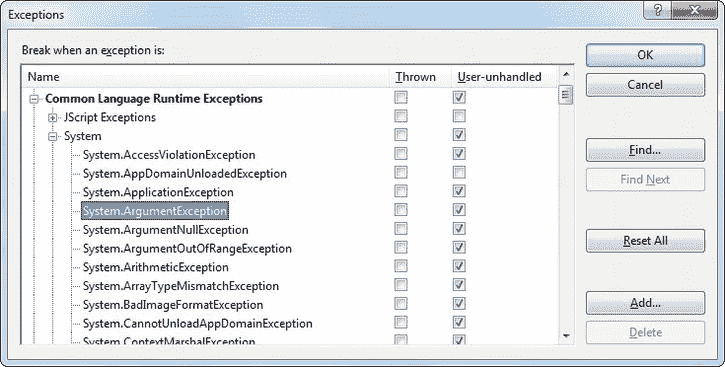 Exceptions
Break when an exception is:
Name Thrown User-unhandled
Common Language Runtime Exceptions
JScript Exceptions
System
System.AccessViolationException
System.AppDomainUnloadedException
System.ApplicationException
System.ArgumentException
System.ArgumentNullException
System.ArgumentOutOfRangeException
System.ArithmeticException
System.ArrayTypeMismatchException
System.BadImageFormatException
System.CannotUnloadAppDomainException
System.ContextMarshalException
OK
Cancel
Find...
Find Next
Reset All
Add...
Delete